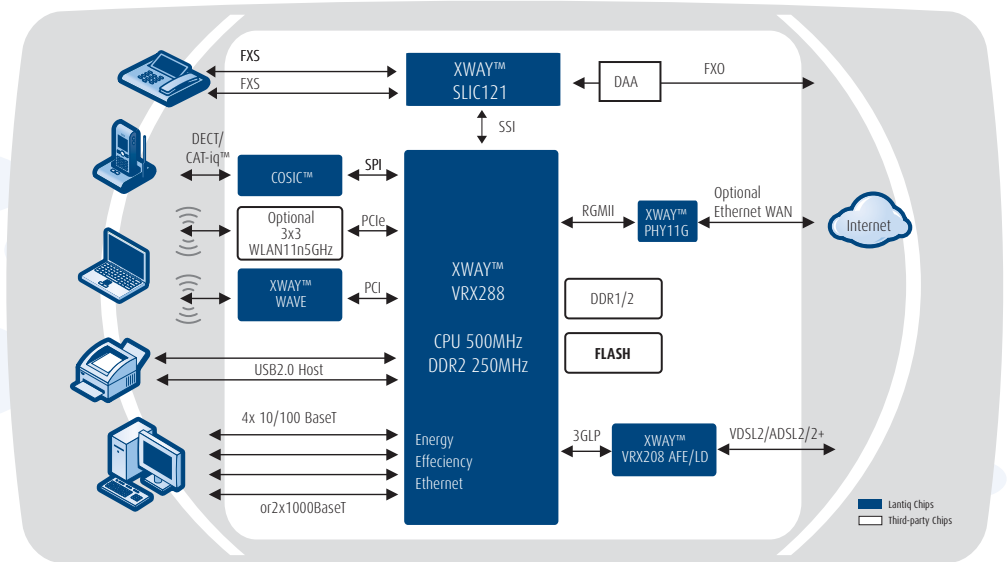 FXS
FXS
XWAY™
SLIC121
DAA
FXO
SSI
DECT/
CAT-iq™
COSIC™
SPI
Optional
3x3
WLAN11n5GHz
PCIe
XWAY™
WAVE
PCI
USB2.0 Host
4x 10/100 BaseT
or2x1000BaseT
XWAY™
VRX288
CPU 500MHz
DDR2 250MHz
Energy
Effeciency
Ethernet
RGMII
XWAY™
PHY11G
Optional
Ethernet WAN
Internet
DDR1/2
FLASH
3GLP
XWAY™
VRX208 AFE/LD
VDSL2/ADSL2/2+
Lantiq Chips
Third-party Chips